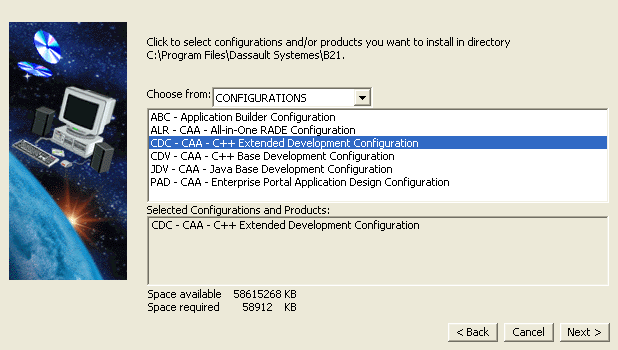 Click to select configurations and/or products you want to install in directory
C:\Program Files\Dassault Systemes\B21.
Choose from: CONFIGURATIONS
ABC - Application Builder Configuration
ALR - CAA - All-in-One RADE Configuration
CDC - CAA - C++ Extended Development Configuration
CDV - CAA - C++ Base Development Configuration
JDV - CAA - Java Base Development Configuration
PAD - CAA - Enterprise Portal Application Design Configuration
Selected Configurations and Products:
CDC - CAA - C++ Extended Development Configuration
Space available 58615268 KB
Space required 58912 KB
< Back Cancel Next >